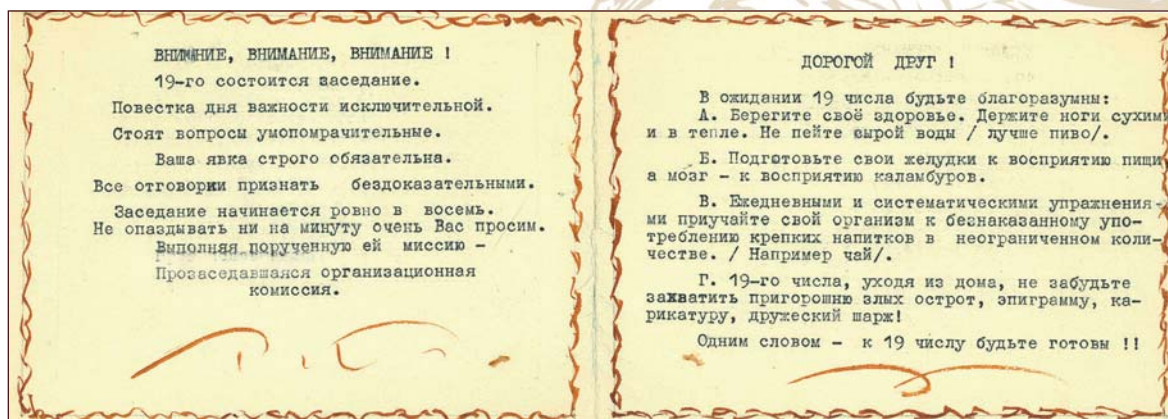 ВНИМАНИЕ, ВНИМАНИЕ, ВНИМАНИЕ !
19-го состоится заседание.
Повестка дня важности исключительной.
Стоят вопросы умопомрачительные.
Ваша явка строго обязательна.
Все отговорки признать бездоказательными.
Заседание начинается ровно в восемь.
Не опаздывать ни на минуту очень Вас просим.
Выполняя порученную ей миссию -
Прозаседавшаяся организационная
комиссия.
ДОРОГОЙ ДРУГ !
В ожидании 19 числа будьте благоразумны:
А. Берегите своё здоровье. Держите ноги сухими
и в тепле. Не пейте сырой воды / лучше пиво/.
Б. Подготовьте свои желудки к восприятию пищи
а мозг - к восприятию каламбуров.
В. Ежедневными и систематическими упражнения-
ми приучайте свой организм к безнаказанному упо-
треблению крепких напитков в неограниченном коли-
честве. / Например чай/.
Г. 19-го числа, уходя из дома, не забудьте
захватить пригорошню злых острот, эпиграмму, ка-
рикатуру, дружеский шарж!
Одним словом - к 19 числу будьте готовы !!